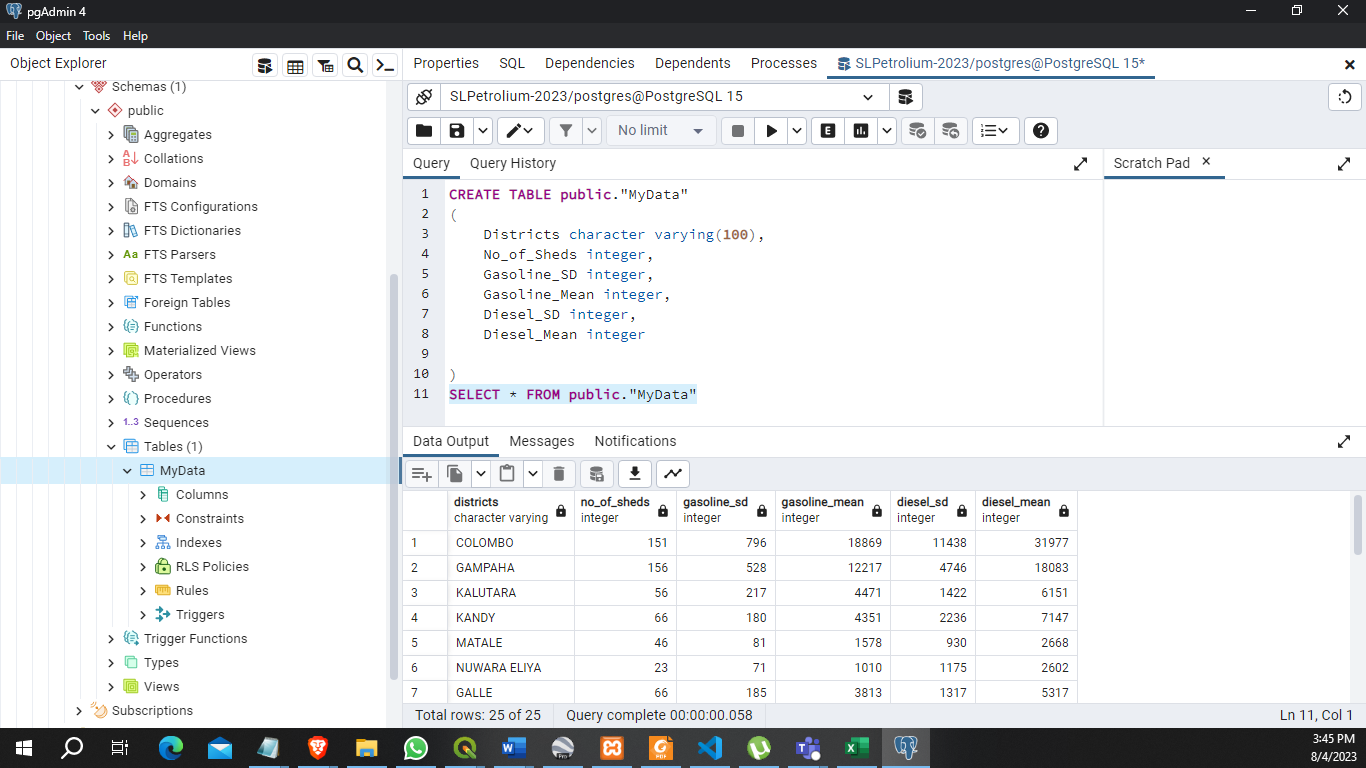 pgAdmin 4
File Object Tools Help
Object Explorer
Schemas (1)
public
Aggregates
Collations
Domains
FTS Configurations
FTS Dictionaries
FTS Parsers
FTS Templates
Foreign Tables
Functions
Materialized Views
Operators
Procedures
1..3 Sequences
Tables (1)
MyData
Columns
Constraints
Indexes
RLS Policies
Rules
Triggers
Trigger Functions
Types
Views
Subscriptions
Properties SQL Dependencies Dependents Processes SLPetrolium-2023/postgres@PostgreSQL 15*
SLPetrolium-2023/postgres@PostgreSQL 15
No limit
Query Query History
Scratch Pad
1 CREATE TABLE public."MyData"
2 (
3 Districts character varying(100),
4 No_of_Sheds integer,
5 Gasoline_SD integer,
6 Gasoline_Mean integer,
7 Diesel_SD integer,
8 Diesel_Mean integer
9
10 )
11 SELECT * FROM public."MyData"
Data Output Messages Notifications
districts no_of_sheds gasoline_sd gasoline_mean diesel_sd diesel_mean
character varying integer integer integer integer integer
1 COLOMBO 151 796 18869 11438 31977
2 GAMPAHA 156 528 12217 4746 18083
3 KALUTARA 56 217 4471 1422 6151
4 KANDY 66 180 4351 2236 7147
5 MATALE 46 81 1578 930 2668
6 NUWARA ELIYA 23 71 1010 1175 2602
7 GALLE 66 185 3813 1317 5317
Total rows: 25 of 25 Query complete 00:00:00.058 Ln 11, Col 1
3:45 PM
8/4/2023